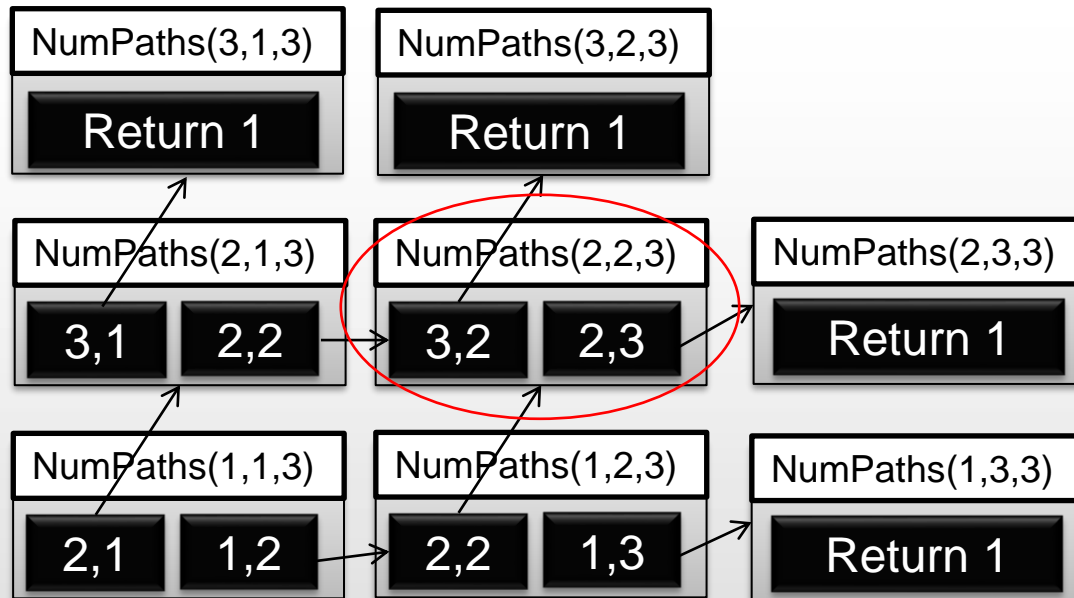 NumPaths(3,1,3) NumPaths(3,2,3)
Return 1 Return 1
NumPaths(2,1,3) NumPaths(2,2,3) NumPaths(2,3,3)
3,1 2,2 3,2 2,3 Return 1
NumPaths(1,1,3) NumPaths(1,2,3) NumPaths(1,3,3)
2,1 1,2 2,2 1,3 Return 1